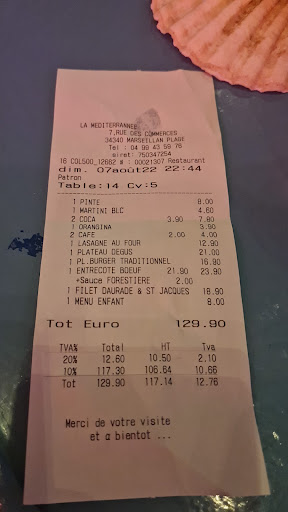 LA MEDITERRANNEE
7,RUE DES COMMERCES
34340 MARSEILLAN PLAGE
Tel : 04 99 43 59 76
siret: 750347254
16 COL500_12662 M : 00021307 Restaurant
dim. 07août22 22:44
Patron
Table:14 Cv:5
1 PINTE 8.00
1 MARTINI BLC 4.60
2 COCA 3.90 7.80
1 ORANGINA 3.90
2 CAFE 2.00 4.00
1 LASAGNE AU FOUR 12.90
1 PLATEAU DEGUS 21.00
1 PL.BURGER TRADITIONNEL 16.90
1 ENTRECOTE BOEUF 21.90 23.90
+Sauce FORESTIERE 2.00
1 FILET DAURADE & ST JACQUES 18.90
1 MENU ENFANT 8.00
Tot Euro 129.90
TVA% Total HT Tva
20% 12.60 10.50 2.10
10% 117.30 106.64 10.66
Tot 129.90 117.14 12.76
Merci de votre visite
et a bientot ...